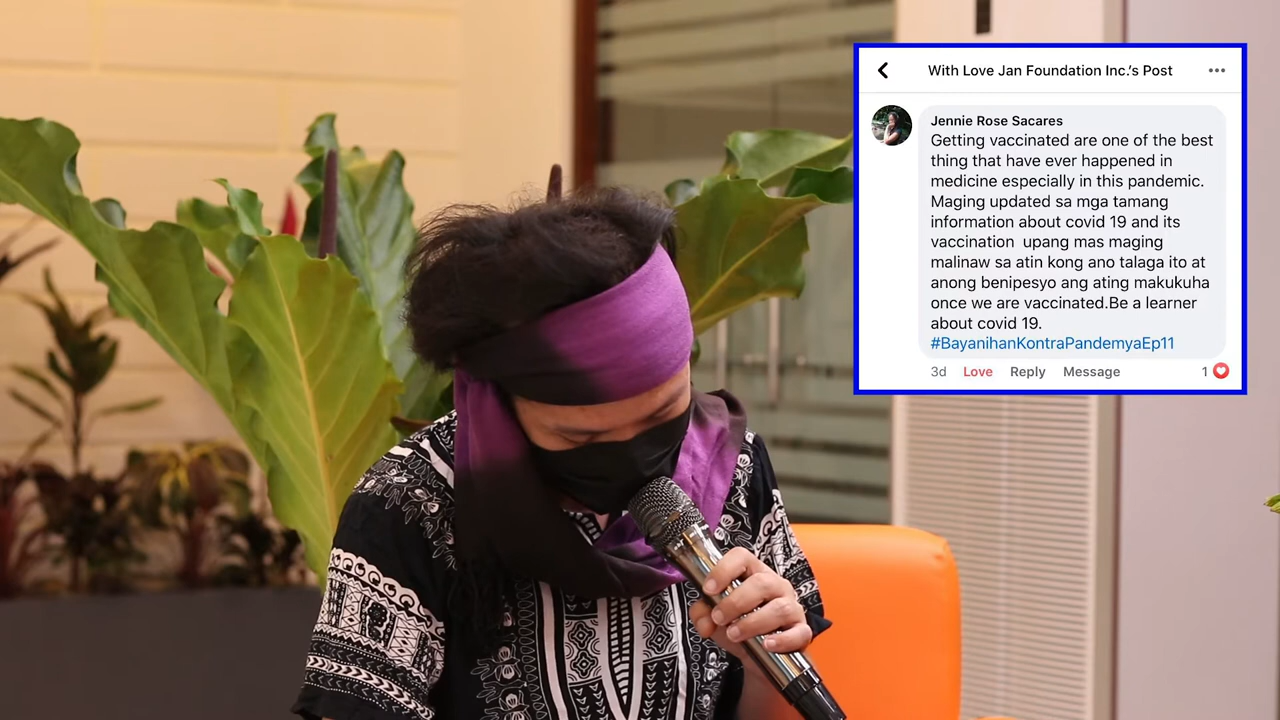 With Love Jan Foundation Inc.'s Post
Jennie Rose Sacares
Getting vaccinated are one of the best
thing that have ever happened in
medicine especially in this pandemic.
Maging updated sa mga tamang
information about covid 19 and its
vaccination  upang mas maging
malinaw sa atin kong ano talaga ito at
anong benipesyo ang ating makukuha
once we are vaccinated.Be a learner
about covid 19.
#BayanihanKontraPandemyaEp11
3d Love Reply Message 1